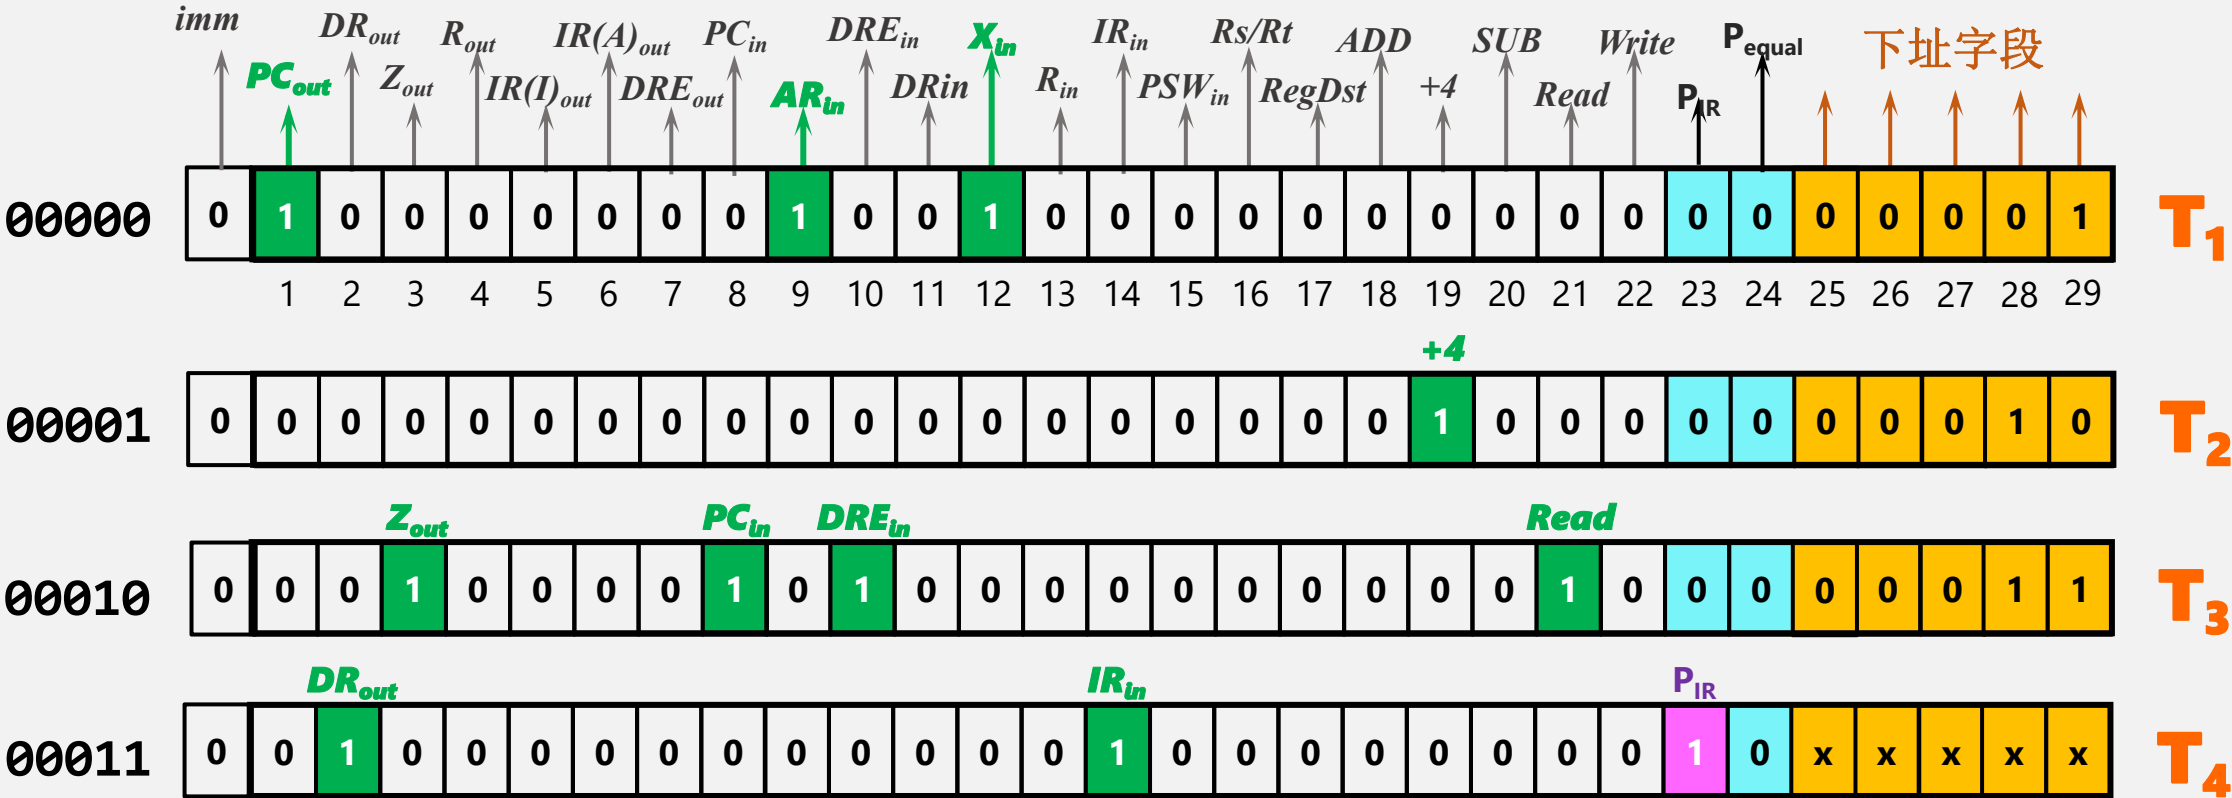 imm DRout Rout IR(A)out PCin DREin Xin IRin Rs/Rt ADD SUB Write Pequal 下址字段
PCout Zout IR(I)out DREout ARin DRin Rin PSWin RegDst +4 Read PIR
00000 0 1 0 0 0 0 0 0 0 1 0 0 1 0 0 0 0 0 0 0 0 0 0 0 0 0 0 0 0 1 T1
1 2 3 4 5 6 7 8 9 10 11 12 13 14 15 16 17 18 19 20 21 22 23 24 25 26 27 28 29
+4
00001 0 0 0 0 0 0 0 0 0 0 0 0 0 0 0 0 0 0 0 1 0 0 0 0 0 0 0 0 1 0 T2
Zout PCin DREin Read
00010 0 0 0 1 0 0 0 0 1 0 1 0 0 0 0 0 0 0 0 0 0 1 0 0 0 0 0 0 1 1 T3
DRout IRin PIR
00011 0 0 1 0 0 0 0 0 0 0 0 0 0 0 1 0 0 0 0 0 0 0 0 1 0 x x x x x T4